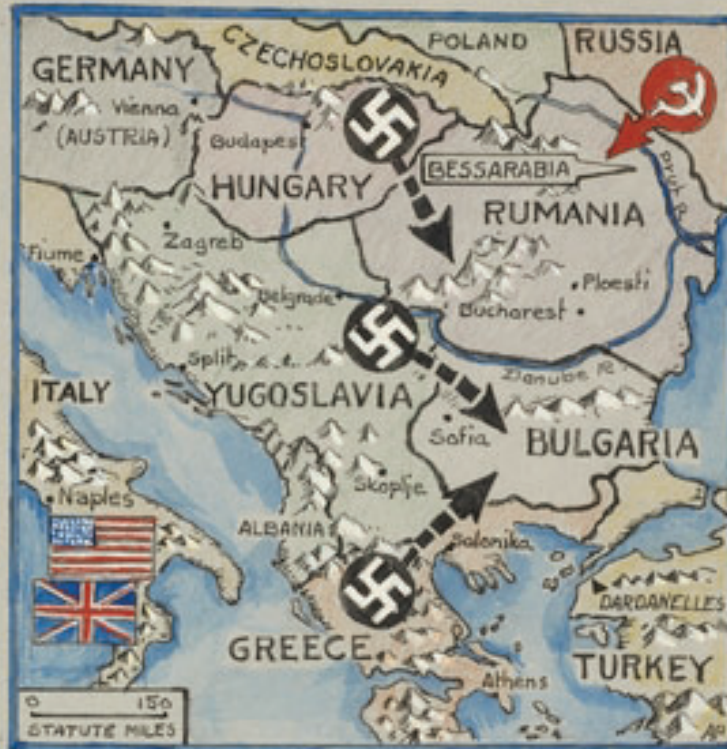 CZECHOSLOVAKIA
POLAND
RUSSIA
GERMANY
Vienna
(AUSTRIA)
Budapest
HUNGARY
BESSARABIA
Pruth R.
RUMANIA
Zagreb
Fiume
Belgrade
Ploesti
Bucharest
Split
Danube R.
ITALY
YUGOSLAVIA
Sofia
BULGARIA
Skoplje
Naples
ALBANIA
Salonika
DARDANELLES
GREECE
TURKEY
Athens
0 150
STATUTE MILES